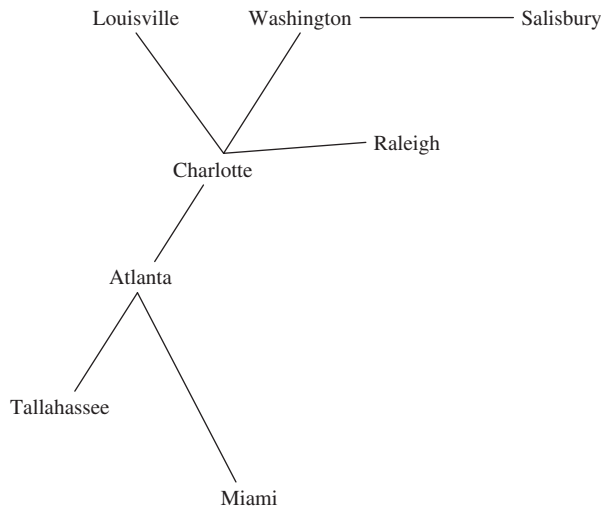 Louisville
Washington
Salisbury
Raleigh
Charlotte
Atlanta
Tallahassee
Miami